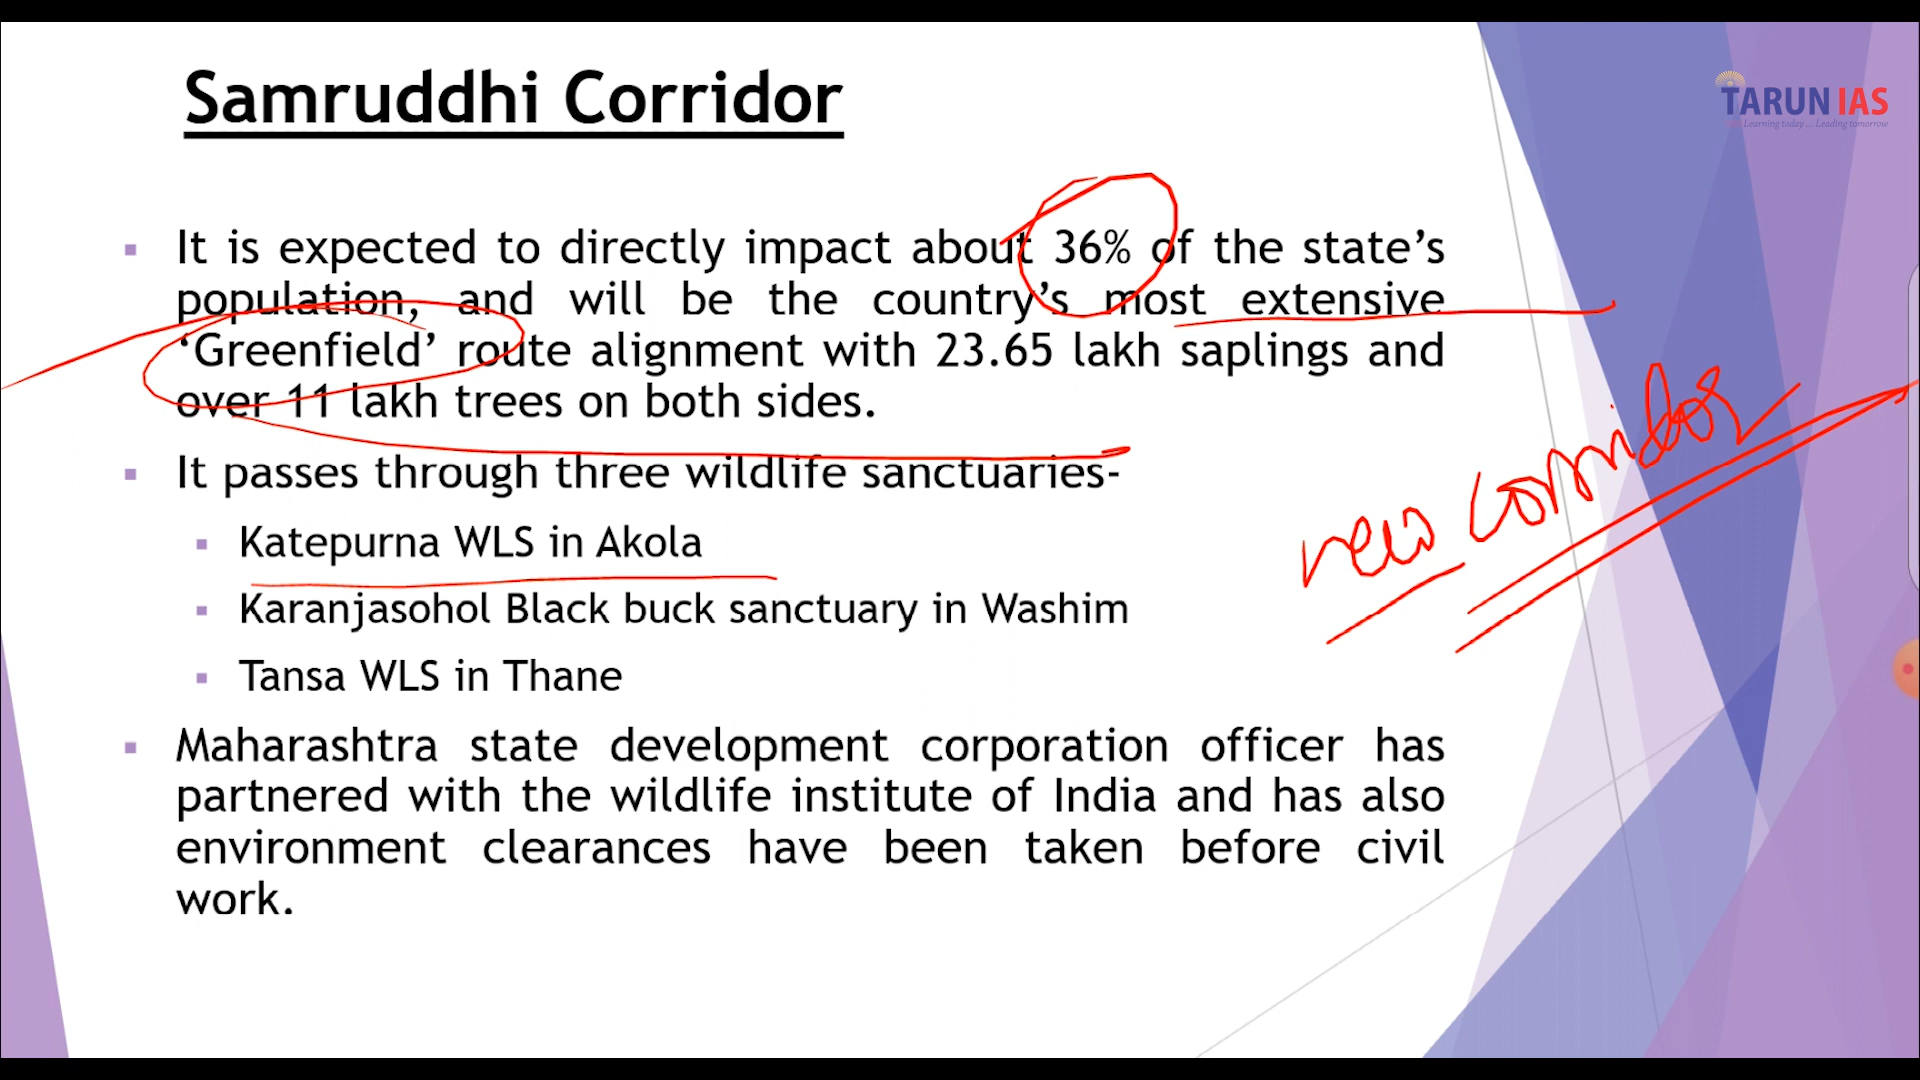 Samruddhi Corridor
TARUN IAS
Learning today ... Leading tomorrow
It is expected to directly impact about 36% of the state’s
population, and will be the country’s most extensive
‘Greenfield’ route alignment with 23.65 lakh saplings and
over 11 lakh trees on both sides.
It passes through three wildlife sanctuaries-
Katepurna WLS in Akola
Karanjasohol Black buck sanctuary in Washim
Tansa WLS in Thane
new corridor
Maharashtra state development corporation officer has
partnered with the wildlife institute of India and has also
environment clearances have been taken before civil
work.